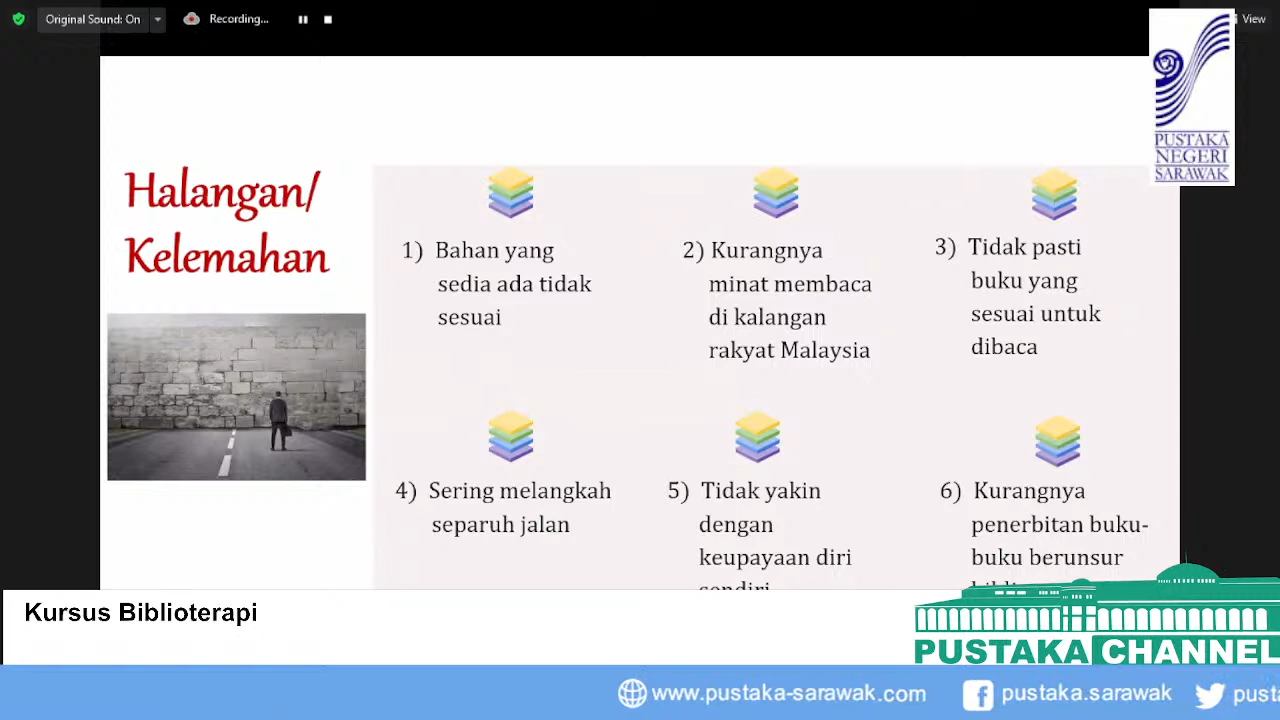 Original Sound: On
Recording...
View
PUSTAKA
NEGERI
SARAWAK
Halangan/
Kelemahan
1) Bahan yang
sedia ada tidak
sesuai
2) Kurangnya
minat membaca
di kalangan
rakyat Malaysia
3) Tidak pasti
buku yang
sesuai untuk
dibaca
4) Sering melangkah
separuh jalan
5) Tidak yakin
dengan
keupayaan diri
sendiri
6) Kurangnya
penerbitan buku-
buku berunsur
Kursus Biblioterapi
PUSTAKA CHANNEL
www.pustaka-sarawak.com
pustaka.sarawak
pusta